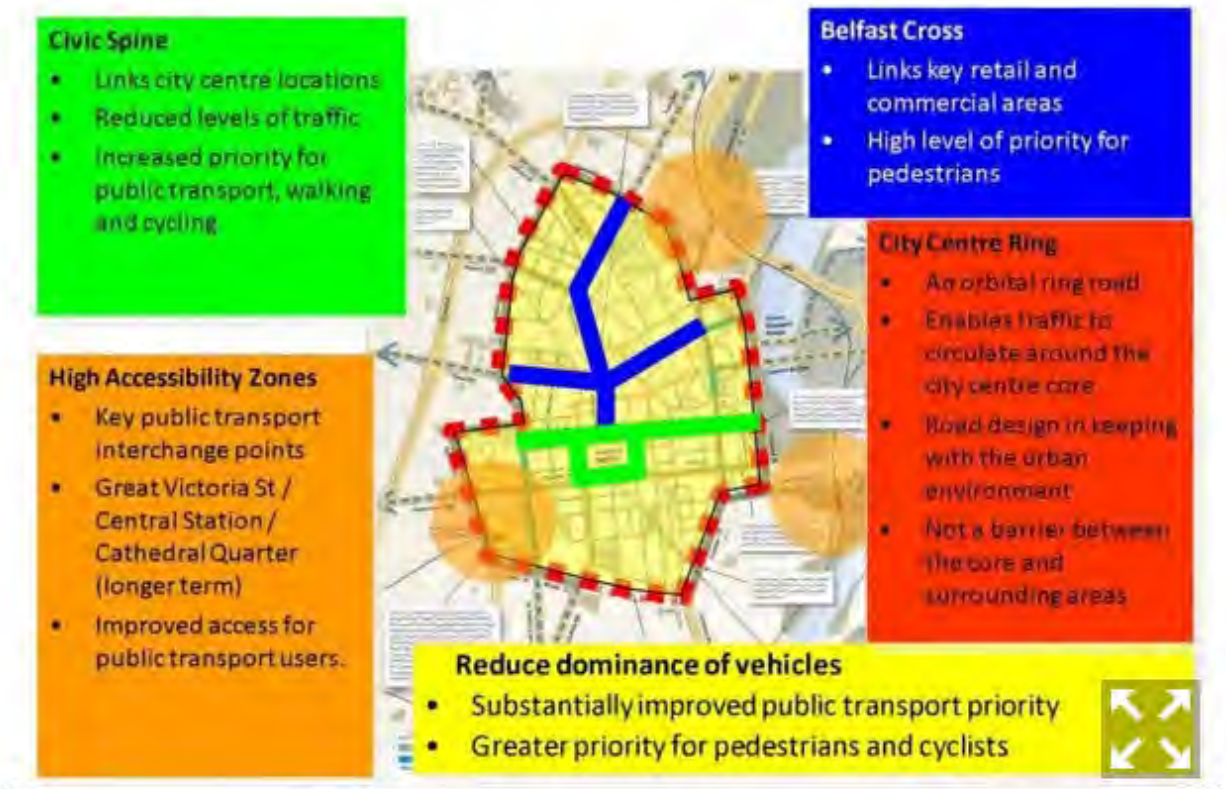 Civic Spine
• Links city centre locations
• Reduced levels of traffic
• Increased priority for
public transport, walking
and cycling
Belfast Cross
• Links key retail and
commercial areas
• High level of priority for
pedestrians
City Centre Ring
• An orbital ring road
• Enables traffic to
circulate around the
city centre core
• Road design in keeping
with the urban
environment
• Not a barrier between
the core and
surrounding areas
High Accessibility Zones
• Key public transport
interchange points
• Great Victoria St /
Central Station /
Cathedral Quarter
(longer term)
• Improved access for
public transport users.
Reduce dominance of vehicles
• Substantially improved public transport priority
• Greater priority for pedestrians and cyclists